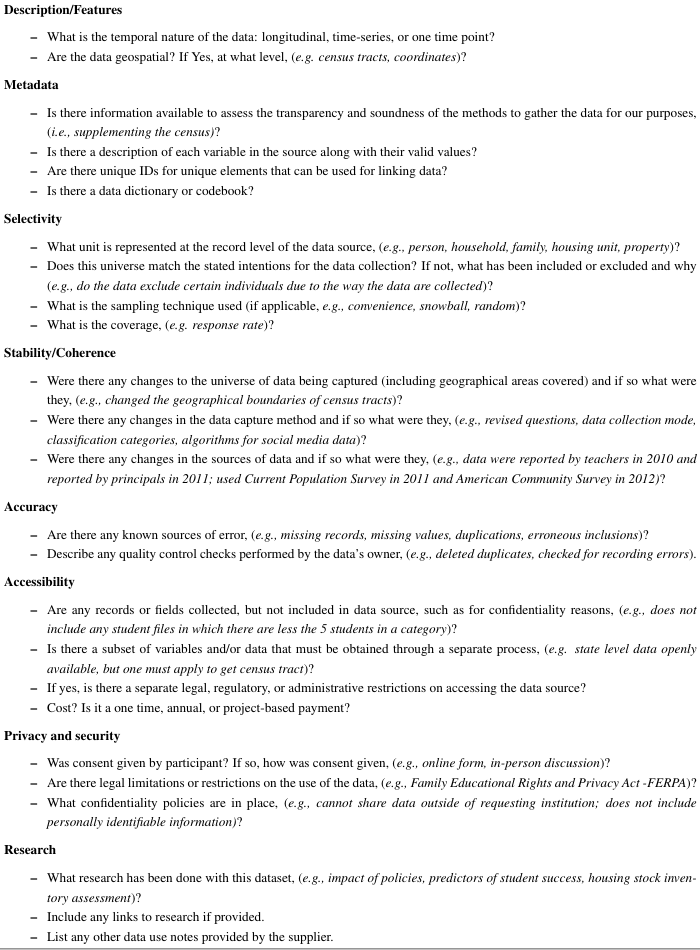 Description/Features
– What is the temporal nature of the data: longitudinal, time-series, or one time point?
– Are the data geospatial? If Yes, at what level, (e.g. census tracts, coordinates)?
Metadata
– Is there information available to assess the transparency and soundness of the methods to gather the data for our purposes,
(i.e., supplementing the census)?
– Is there a description of each variable in the source along with their valid values?
– Are there unique IDs for unique elements that can be used for linking data?
– Is there a data dictionary or codebook?
Selectivity
– What unit is represented at the record level of the data source, (e.g., person, household, family, housing unit, property)?
– Does this universe match the stated intentions for the data collection? If not, what has been included or excluded and why
(e.g., do the data exclude certain individuals due to the way the data are collected)?
– What is the sampling technique used (if applicable, e.g., convenience, snowball, random)?
– What is the coverage, (e.g. response rate)?
Stability/Coherence
– Were there any changes to the universe of data being captured (including geographical areas covered) and if so what were
they, (e.g., changed the geographical boundaries of census tracts)?
– Were there any changes in the data capture method and if so what were they, (e.g., revised questions, data collection mode,
classification categories, algorithms for social media data)?
– Were there any changes in the sources of data and if so what were they, (e.g., data were reported by teachers in 2010 and
reported by principals in 2011; used Current Population Survey in 2011 and American Community Survey in 2012)?
Accuracy
– Are there any known sources of error, (e.g., missing records, missing values, duplications, erroneous inclusions)?
– Describe any quality control checks performed by the data's owner, (e.g., deleted duplicates, checked for recording errors).
Accessibility
– Are any records or fields collected, but not included in data source, such as for confidentiality reasons, (e.g., does not
include any student files in which there are less the 5 students in a category)?
– Is there a subset of variables and/or data that must be obtained through a separate process, (e.g. state level data openly
available, but one must apply to get census tract)?
– If yes, is there a separate legal, regulatory, or administrative restrictions on accessing the data source?
– Cost? Is it a one time, annual, or project-based payment?
Privacy and security
– Was consent given by participant? If so, how was consent given, (e.g., online form, in-person discussion)?
– Are there legal limitations or restrictions on the use of the data, (e.g., Family Educational Rights and Privacy Act -FERPA)?
– What confidentiality policies are in place, (e.g., cannot share data outside of requesting institution; does not include
personally identifiable information)?
Research
– What research has been done with this dataset, (e.g., impact of policies, predictors of student success, housing stock inven-
tory assessment)?
– Include any links to research if provided.
– List any other data use notes provided by the supplier.